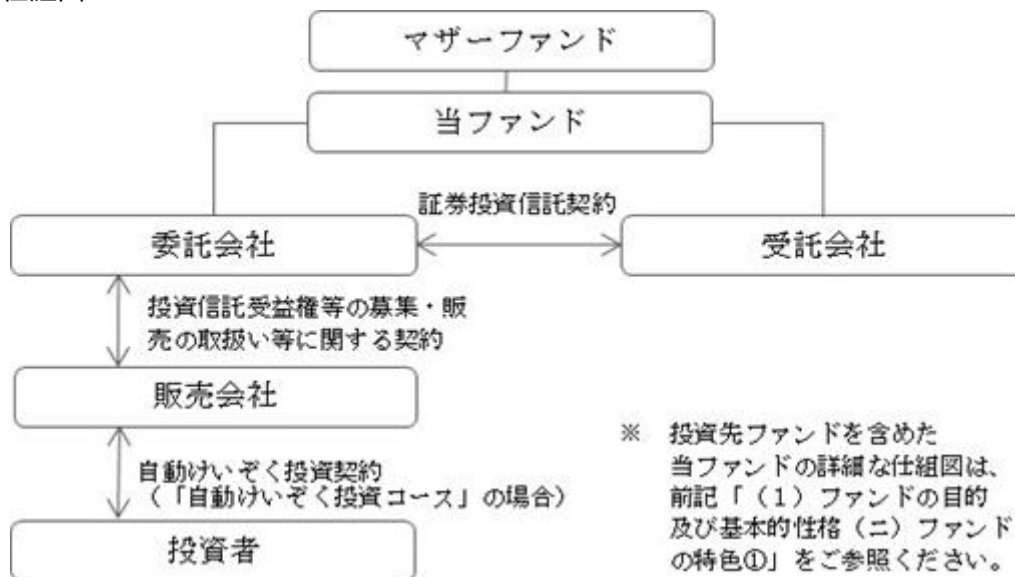 マザーファンド
当ファンド
証券投資信託契約
委託会社
受託会社
投資信託受益権等の募集・販
売の取扱い等に関する契約
販売会社
自動けいぞく投資契約
（「自動けいぞく投資コース」の場合）
投資者
※ 投資先ファンドを含めた
当ファンドの詳細な仕組図は、
前記「（1）ファンドの目的
及び基本的性格（ニ）ファンド
の特色①」をご参照ください。